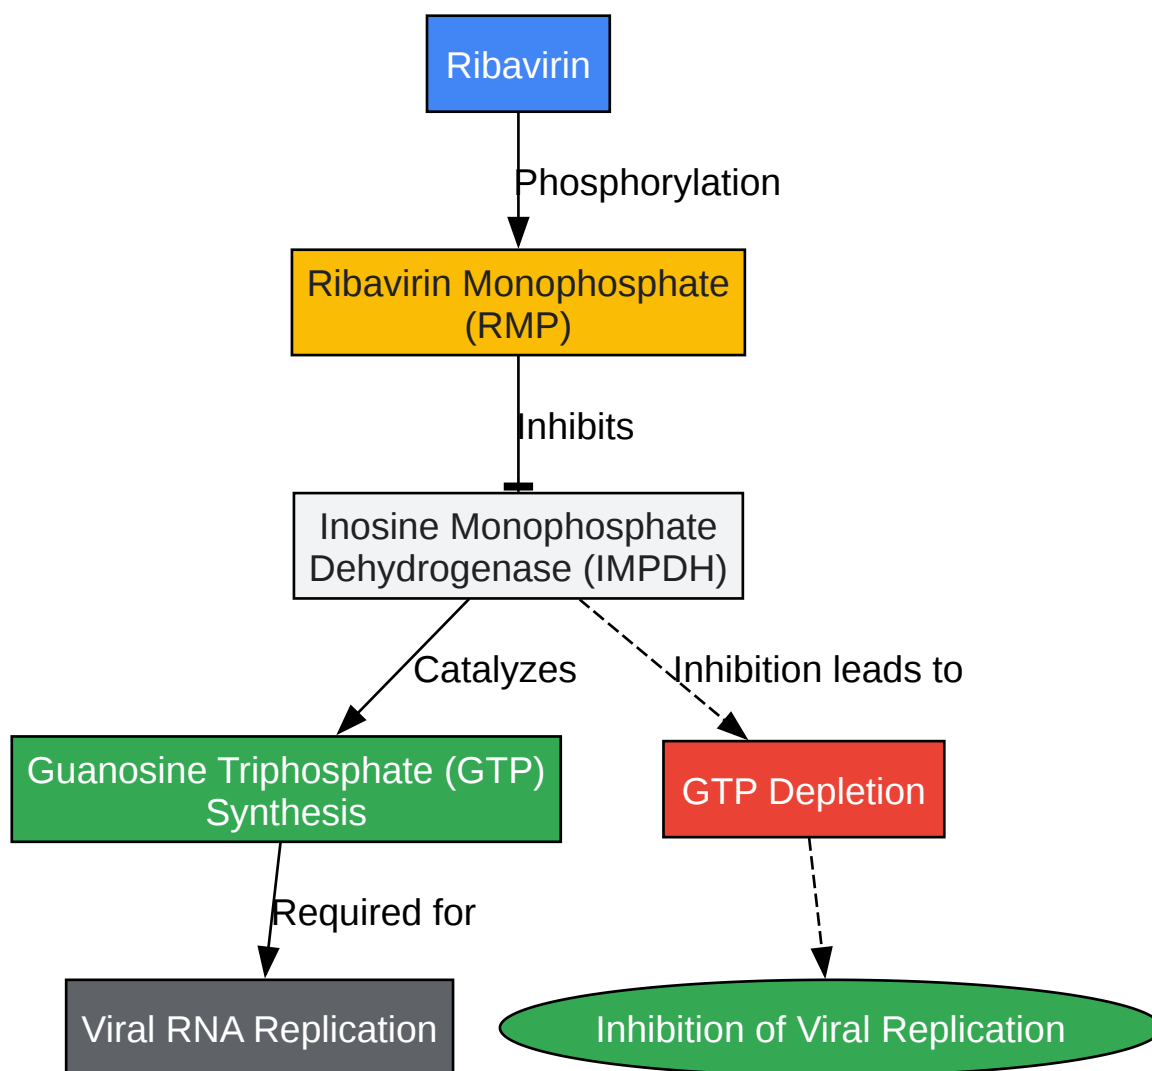 Ribavirin
Phosphorylation
Ribavirin Monophosphate
(RMP)
Inhibits
Inosine Monophosphate
Dehydrogenase (IMPDH)
Catalyzes
Inhibition leads to
Guanosine Triphosphate (GTP)
Synthesis
GTP Depletion
Required for
Viral RNA Replication
Inhibition of Viral Replication